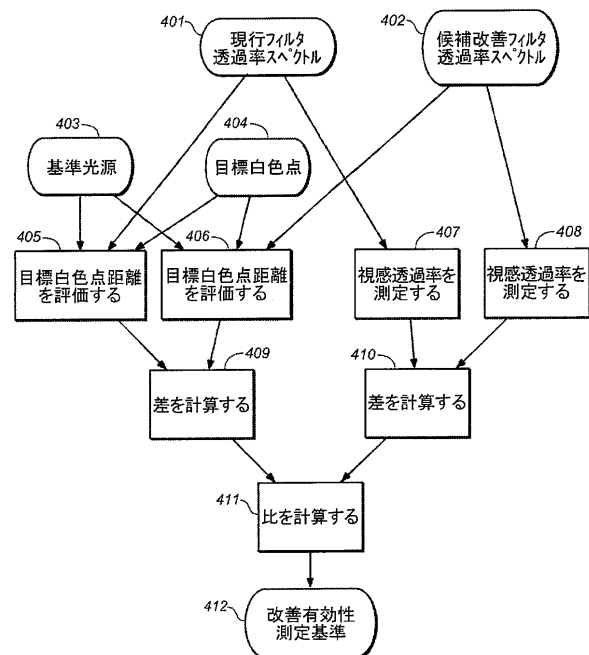 401
現行フィルタ
透過率スペクトル
402
候補改善フィルタ
透過率スペクトル
403
基準光源
404
目標白色点
405
目標白色点距離
を評価する
406
目標白色点距離
を評価する
407
視感透過率を
測定する
408
視感透過率を
測定する
409
差を計算する
410
差を計算する
411
比を計算する
412
改善有効性
測定基準